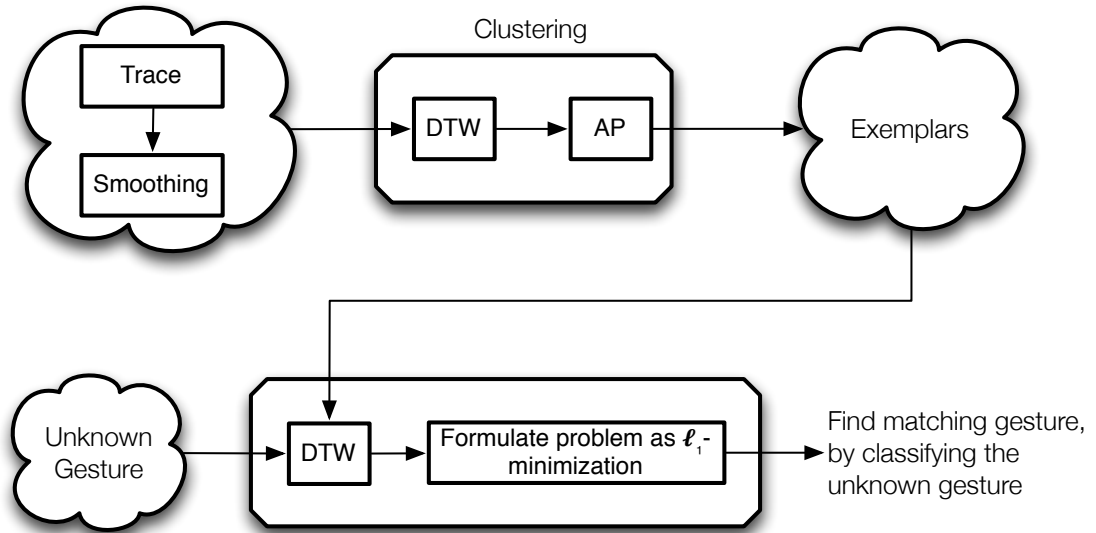 Clustering
Trace
Smoothing
DTW
AP
Exemplars
Unknown
Gesture
DTW
Formulate problem as ℓ₁-
minimization
Find matching gesture,
by classifying the
unknown gesture